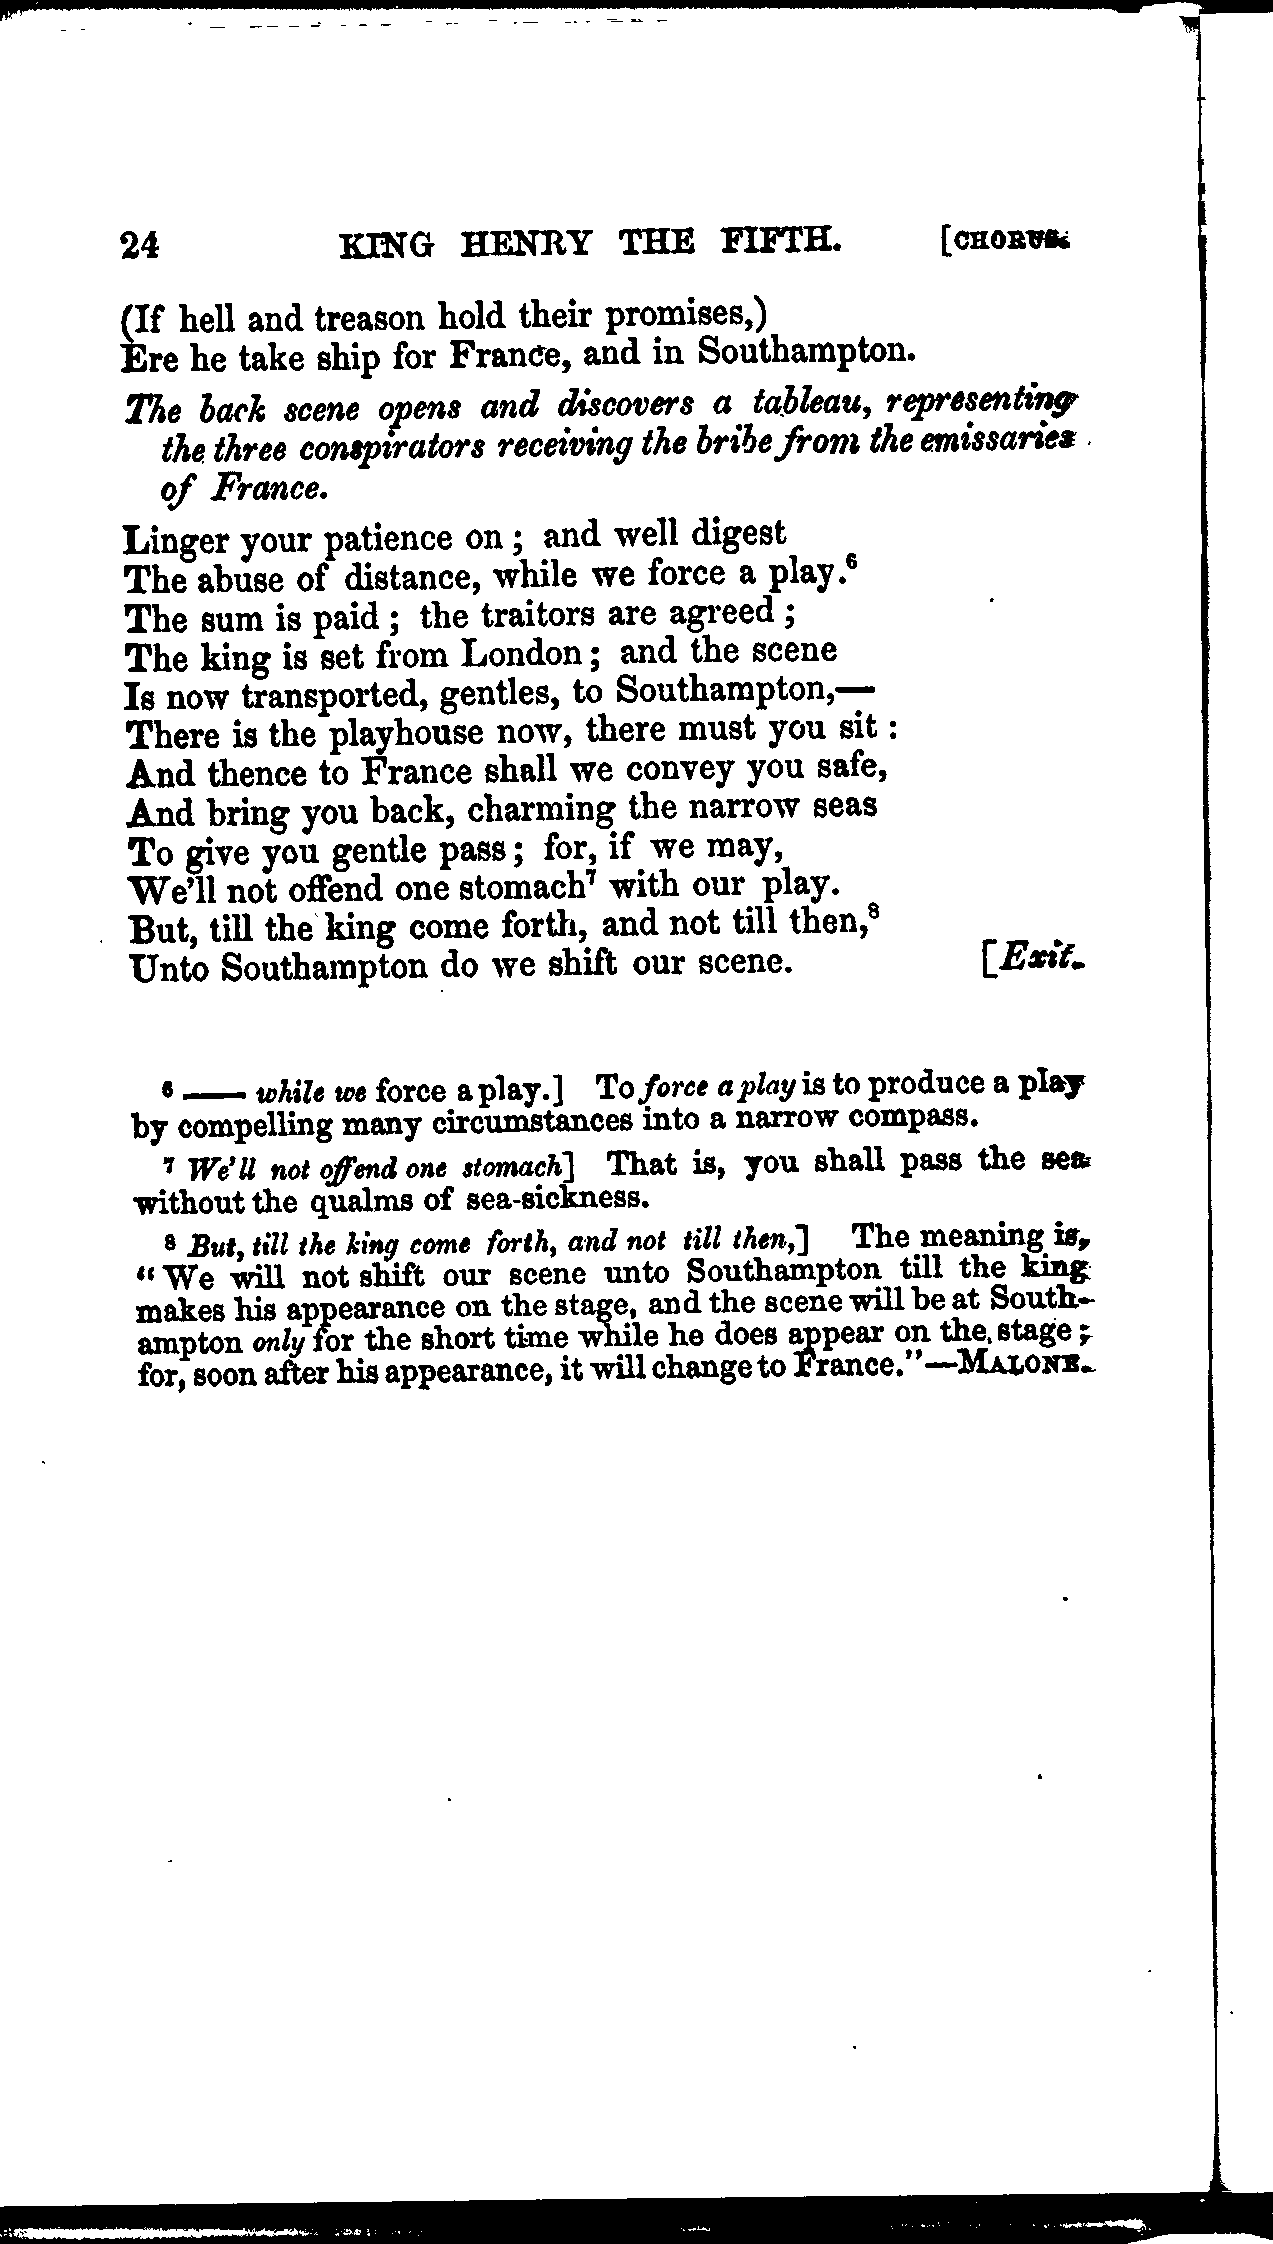 24 KING HENRY THE FIFTH. [CHORUS.
(If hell and treason hold their promises,)
Ere he take ship for France, and in Southampton.
The back scene opens and discovers a tableau, representing
the three conspirators receiving the bribe from the emissaries
of France.
Linger your patience on ; and well digest
The abuse of distance, while we force a play.⁶
The sum is paid ; the traitors are agreed ;
The king is set from London ; and the scene
Is now transported, gentles, to Southampton,—
There is the playhouse now, there must you sit :
And thence to France shall we convey you safe,
And bring you back, charming the narrow seas
To give you gentle pass ; for, if we may,
We'll not offend one stomach⁷ with our play.
But, till the king come forth, and not till then,⁸
Unto Southampton do we shift our scene. [Exit.
⁶ —— while we force a play.] To force a play is to produce a play
by compelling many circumstances into a narrow compass.
⁷ We'll not offend one stomach] That is, you shall pass the sea
without the qualms of sea-sickness.
⁸ But, till the king come forth, and not till then,] The meaning is,
"We will not shift our scene unto Southampton till the king
makes his appearance on the stage, and the scene will be at South-
ampton only for the short time while he does appear on the stage ;
for, soon after his appearance, it will change to France."—MALONE.